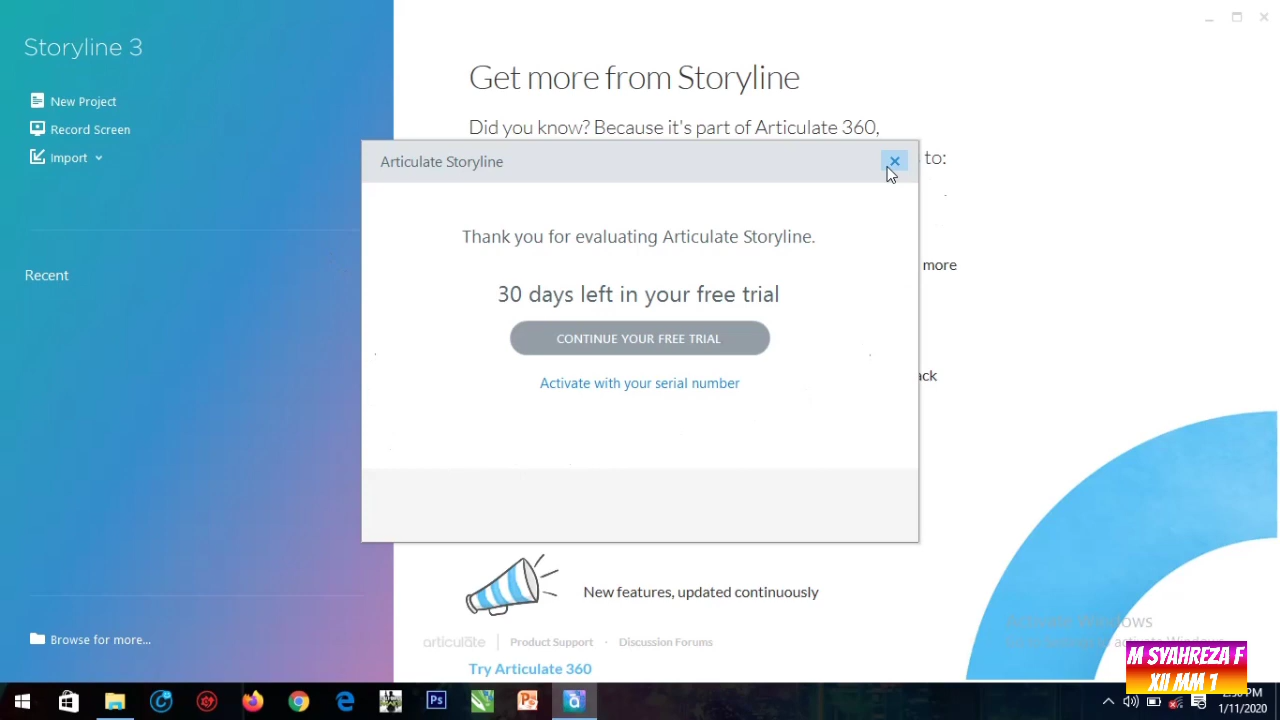 Storyline 3
New Project
Record Screen
Import
Recent
Browse for more...
Get more from Storyline
Did you know? Because it's part of Articulate 360,
to:
more
ack
Articulate Storyline
Thank you for evaluating Articulate Storyline.
30 days left in your free trial
CONTINUE YOUR FREE TRIAL
Activate with your serial number
New features, updated continuously
articulate
Product Support · Discussion Forums
Try Articulate 360
Activate Windows
M SYAHREZA F
XII MM 1
PM
1/11/2020